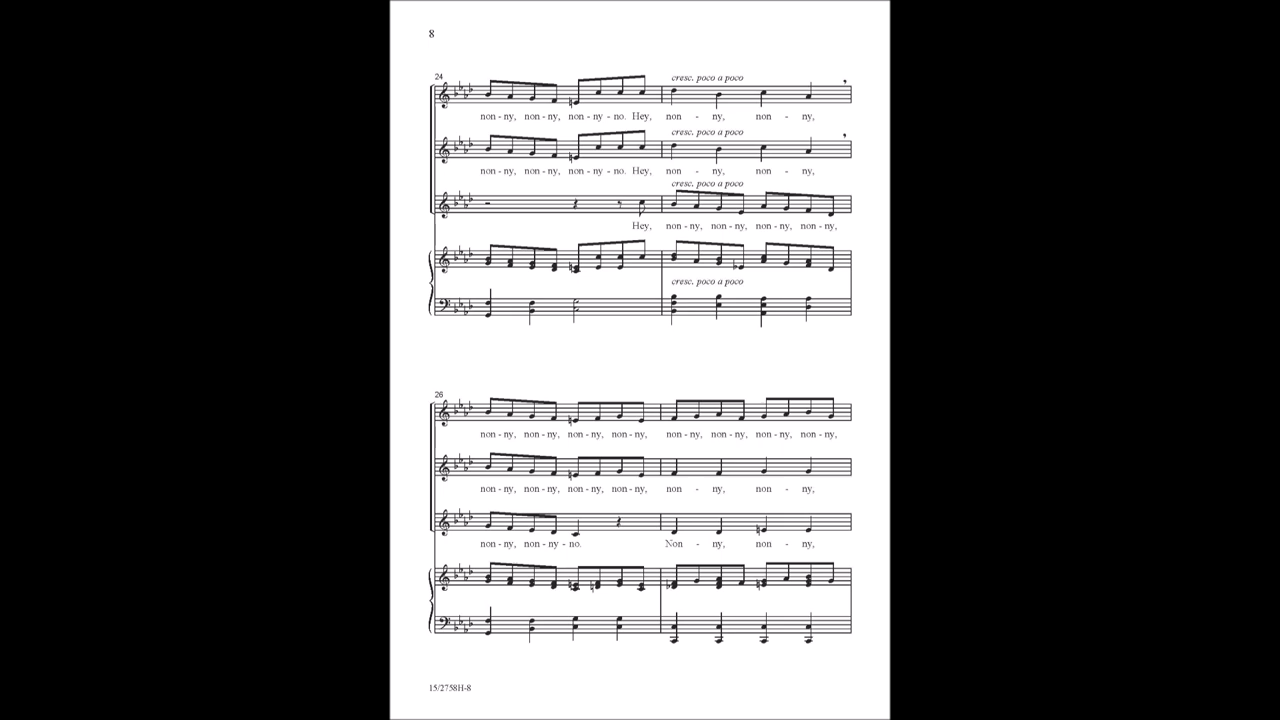 8
24
cresc. poco a poco
non - ny, non - ny, non - ny - no. Hey, non - ny, non - ny,
cresc. poco a poco
non - ny, non - ny, non - ny - no. Hey, non - ny, non - ny,
cresc. poco a poco
Hey, non - ny, non - ny, non - ny, non - ny,
cresc. poco a poco
26
non - ny, non - ny, non - ny, non - ny, non - ny, non - ny, non - ny, non - ny,
non - ny, non - ny, non - ny, non - ny, non - ny, non - ny,
non - ny, non - ny - no. Non - ny, non - ny,
15/2758H-8